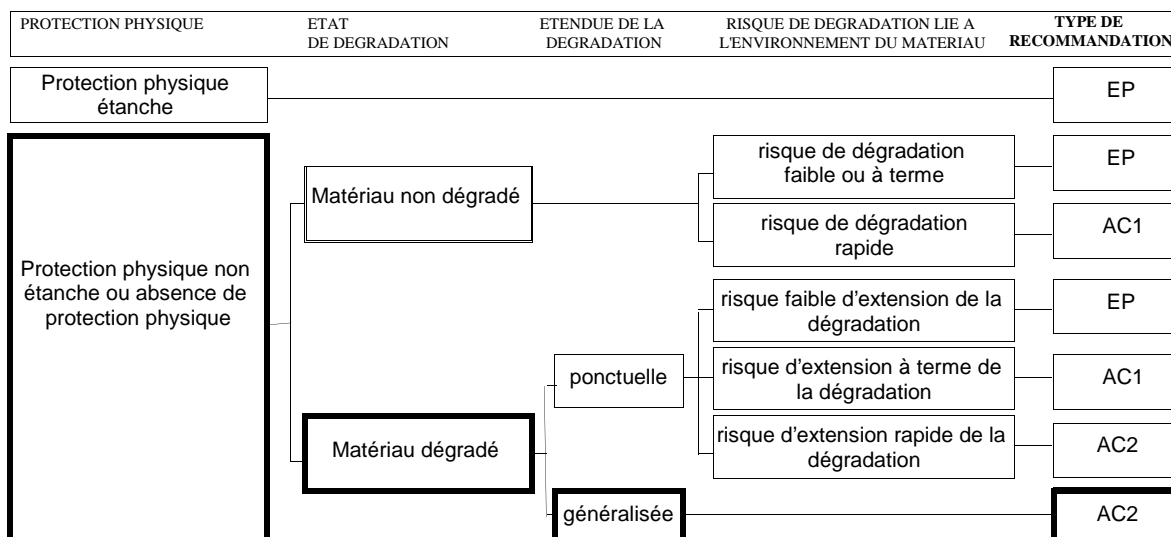 PROTECTION PHYSIQUE
ETAT
DE DEGRADATION
ETENDUE DE LA
DEGRADATION
RISQUE DE DEGRADATION LIE A
L'ENVIRONNEMENT DU MATERIAU
TYPE DE
RECOMMANDATION
Protection physique
étanche
EP
Protection physique non
étanche ou absence de
protection physique
Matériau non dégradé
risque de dégradation
faible ou à terme
EP
risque de dégradation
rapide
AC1
Matériau dégradé
ponctuelle
risque faible d'extension de la
dégradation
EP
risque d'extension à terme de
la dégradation
AC1
risque d'extension rapide de la
dégradation
AC2
généralisée
AC2